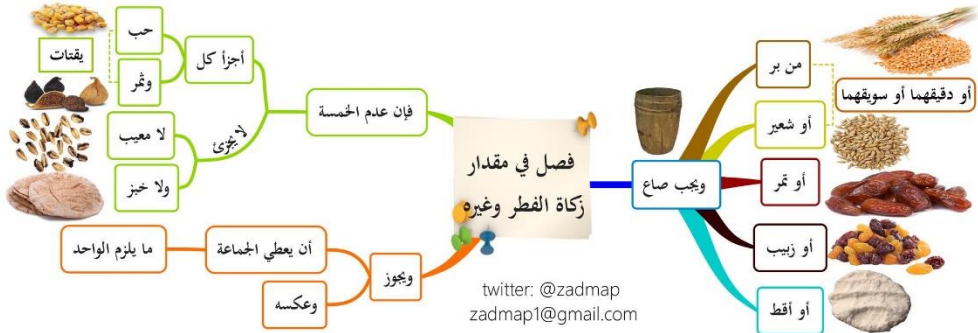 فصل في مقدار
زكاة الفطر وغيره
ويجب صاع
من بر
أو دقيقهما أو سويقهما
أو شعير
أو تمر
أو زبيب
أو أقط
فإن عدم الخمسة
أجزأ كل
حب
وثمر
يقتات
لا يجزئ
لا معيب
ولا خبز
ويجوز
أن يعطي الجماعة
ما يلزم الواحد
وعكسه
twitter: @zadmap
zadmap1@gmail.com